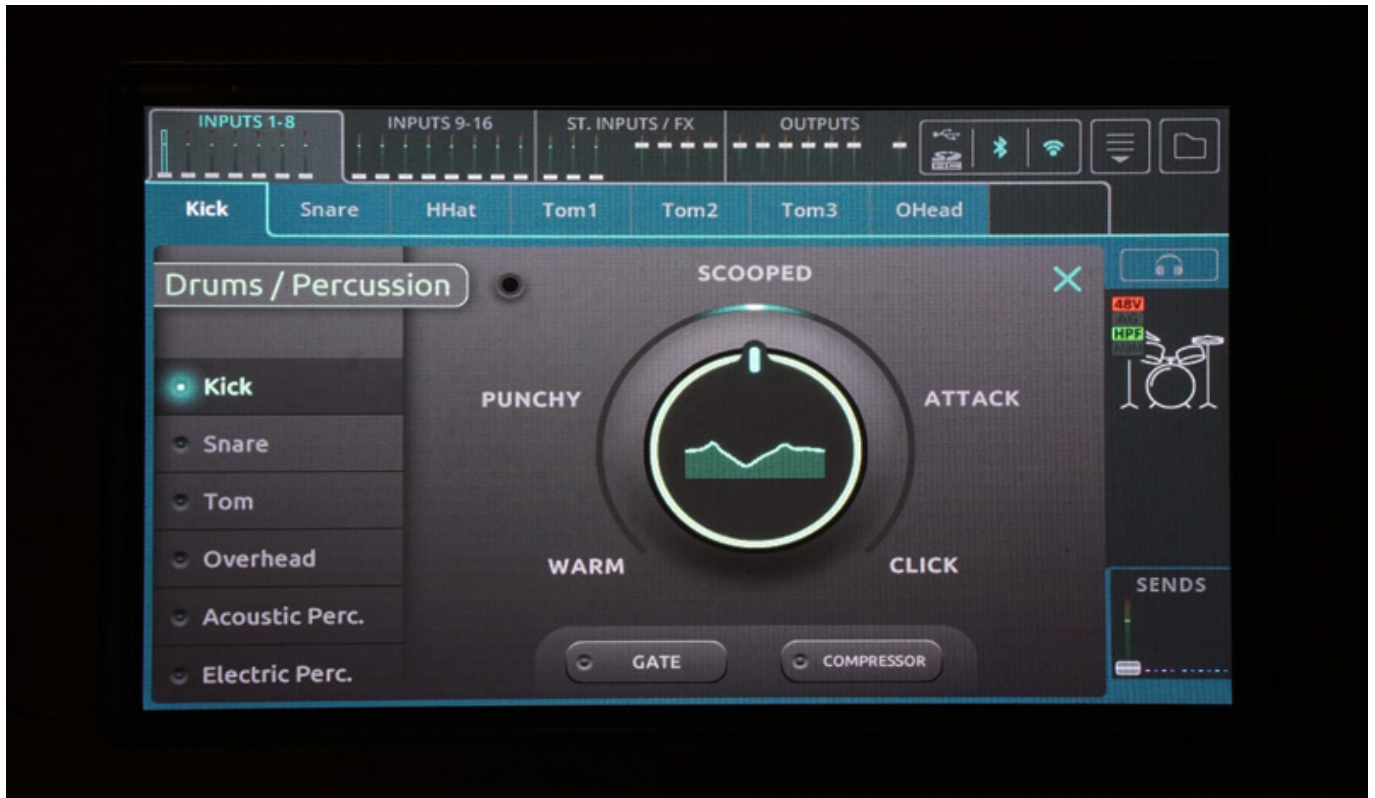 INPUTS 1-8 INPUTS 9-16 ST. INPUTS / FX OUTPUTS
Kick Snare HHat Tom1 Tom2 Tom3 OHead
Drums / Percussion
SCOOPED
48V
AG
HPF
Kick
PUNCHY
ATTACK
Snare
Tom
Overhead
WARM
CLICK
SENDS
Acoustic Perc.
GATE
COMPRESSOR
Electric Perc.